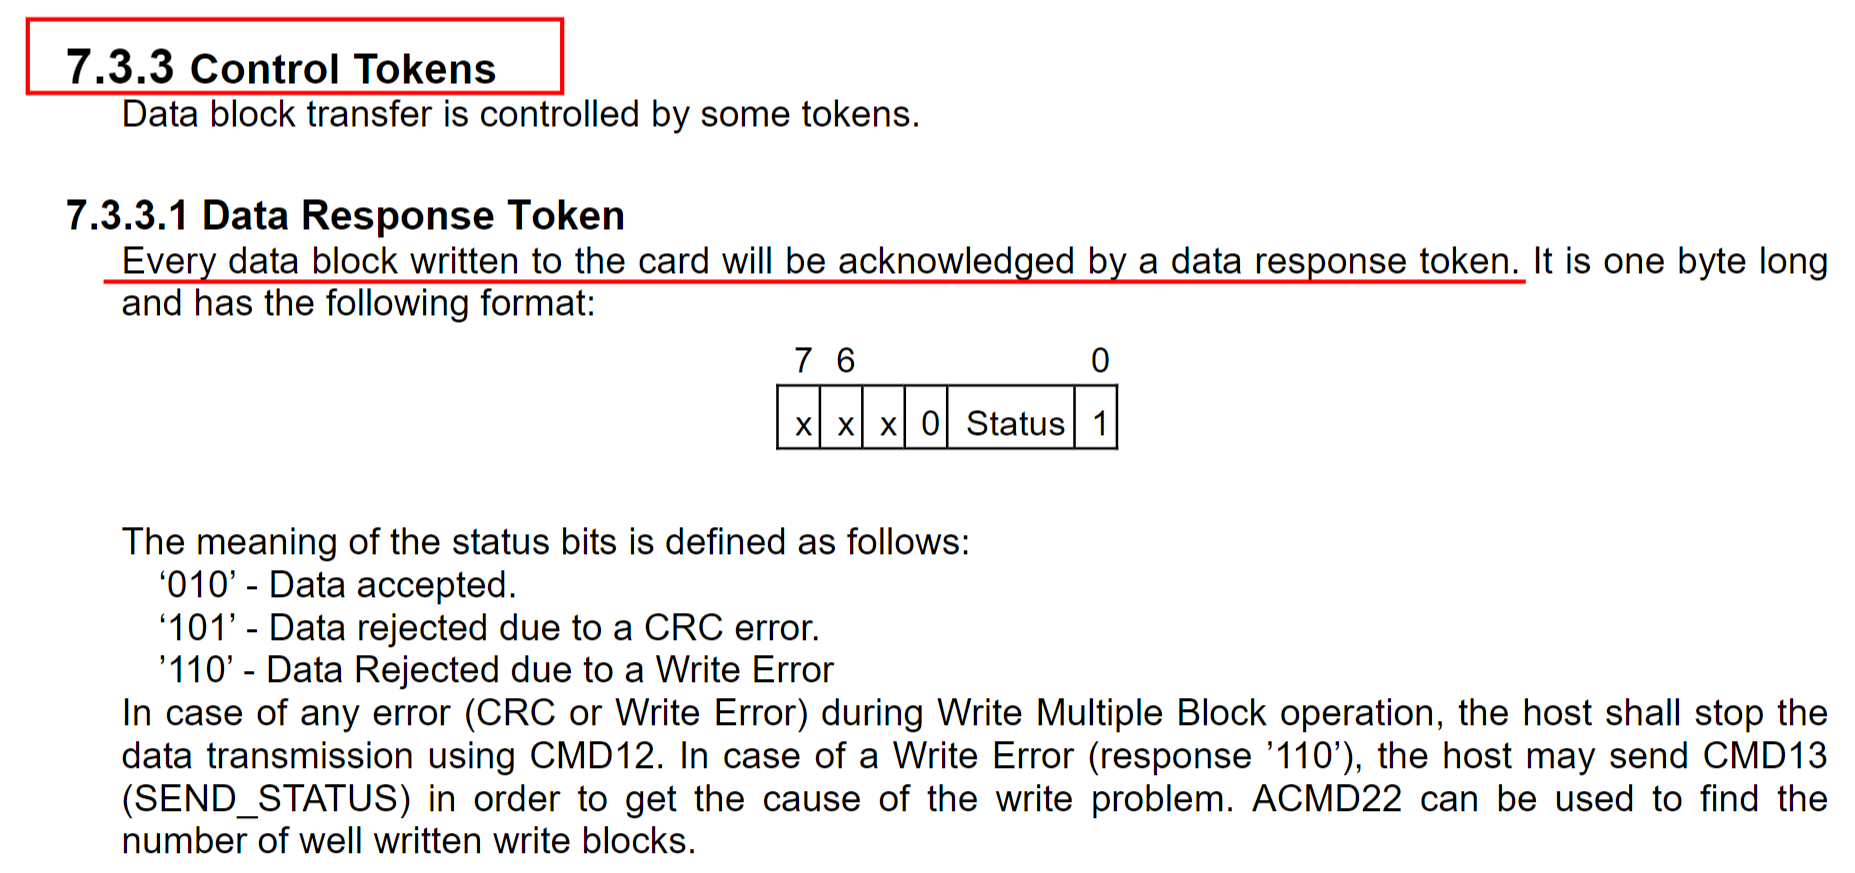 7.3.3 Control Tokens
Data block transfer is controlled by some tokens.
7.3.3.1 Data Response Token
Every data block written to the card will be acknowledged by a data response token. It is one byte long
and has the following format:
7 6 0
x x x 0 Status 1
The meaning of the status bits is defined as follows:
‘010’ - Data accepted.
‘101’ - Data rejected due to a CRC error.
’110’ - Data Rejected due to a Write Error
In case of any error (CRC or Write Error) during Write Multiple Block operation, the host shall stop the
data transmission using CMD12. In case of a Write Error (response ’110’), the host may send CMD13
(SEND_STATUS) in order to get the cause of the write problem. ACMD22 can be used to find the
number of well written write blocks.